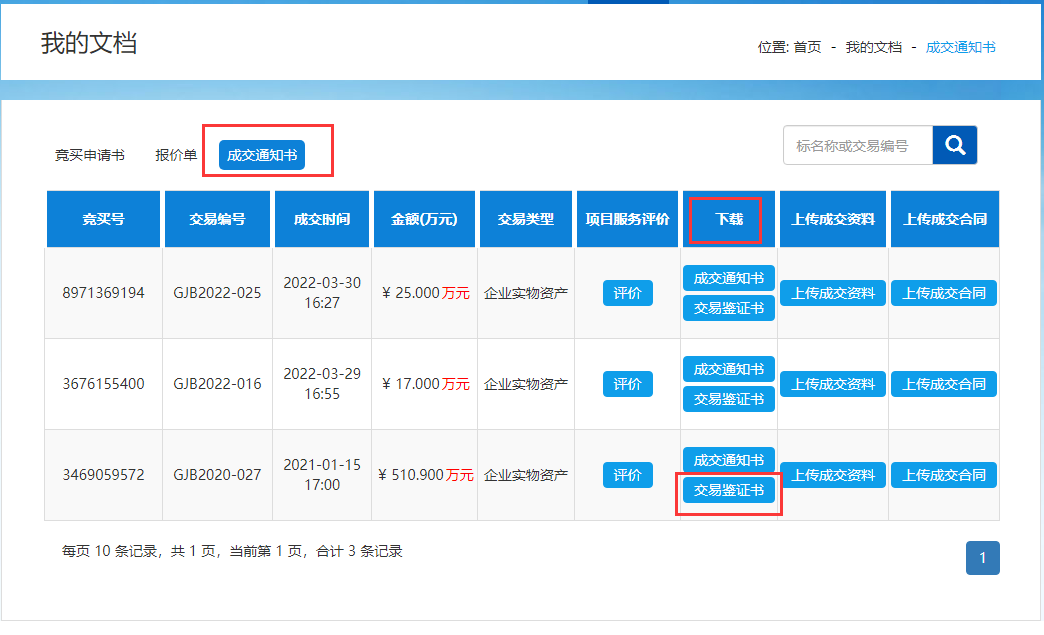 我的文档
位置: 首页 - 我的文档 - 成交通知书
竞买申请书 报价单 成交通知书 标名称或交易编号
竞买号 交易编号 成交时间 金额(万元) 交易类型 项目服务评价 下载 上传成交资料 上传成交合同
8971369194 GJB2022-025 2022-03-30 16:27 ¥ 25.000万元 企业实物资产 评价 成交通知书 交易鉴证书 上传成交资料 上传成交合同
3676155400 GJB2022-016 2022-03-29 16:55 ¥ 17.000万元 企业实物资产 评价 成交通知书 交易鉴证书 上传成交资料 上传成交合同
3469059572 GJB2020-027 2021-01-15 17:00 ¥ 510.900万元 企业实物资产 评价 成交通知书 交易鉴证书 上传成交资料 上传成交合同
每页 10 条记录，共 1 页，当前第 1 页，合计 3 条记录
1